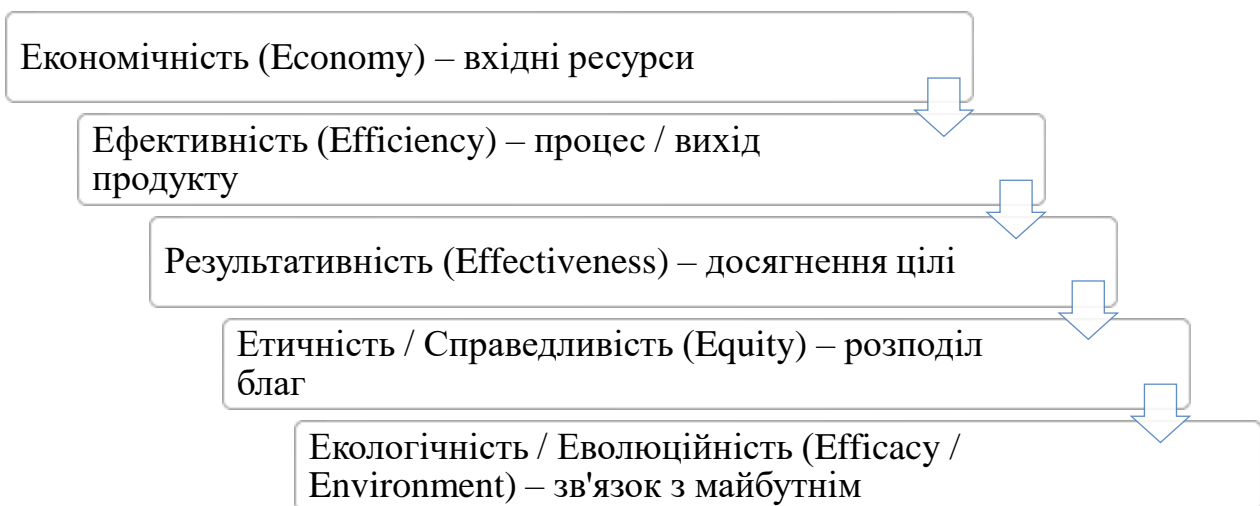 Економічність (Economy) – вхідні ресурси
Ефективність (Efficiency) – процес / вихід
продукту
Результативність (Effectiveness) – досягнення цілі
Етичність / Справедливість (Equity) – розподіл
благ
Екологічність / Еволюційність (Efficacy /
Environment) – зв'язок з майбутнім